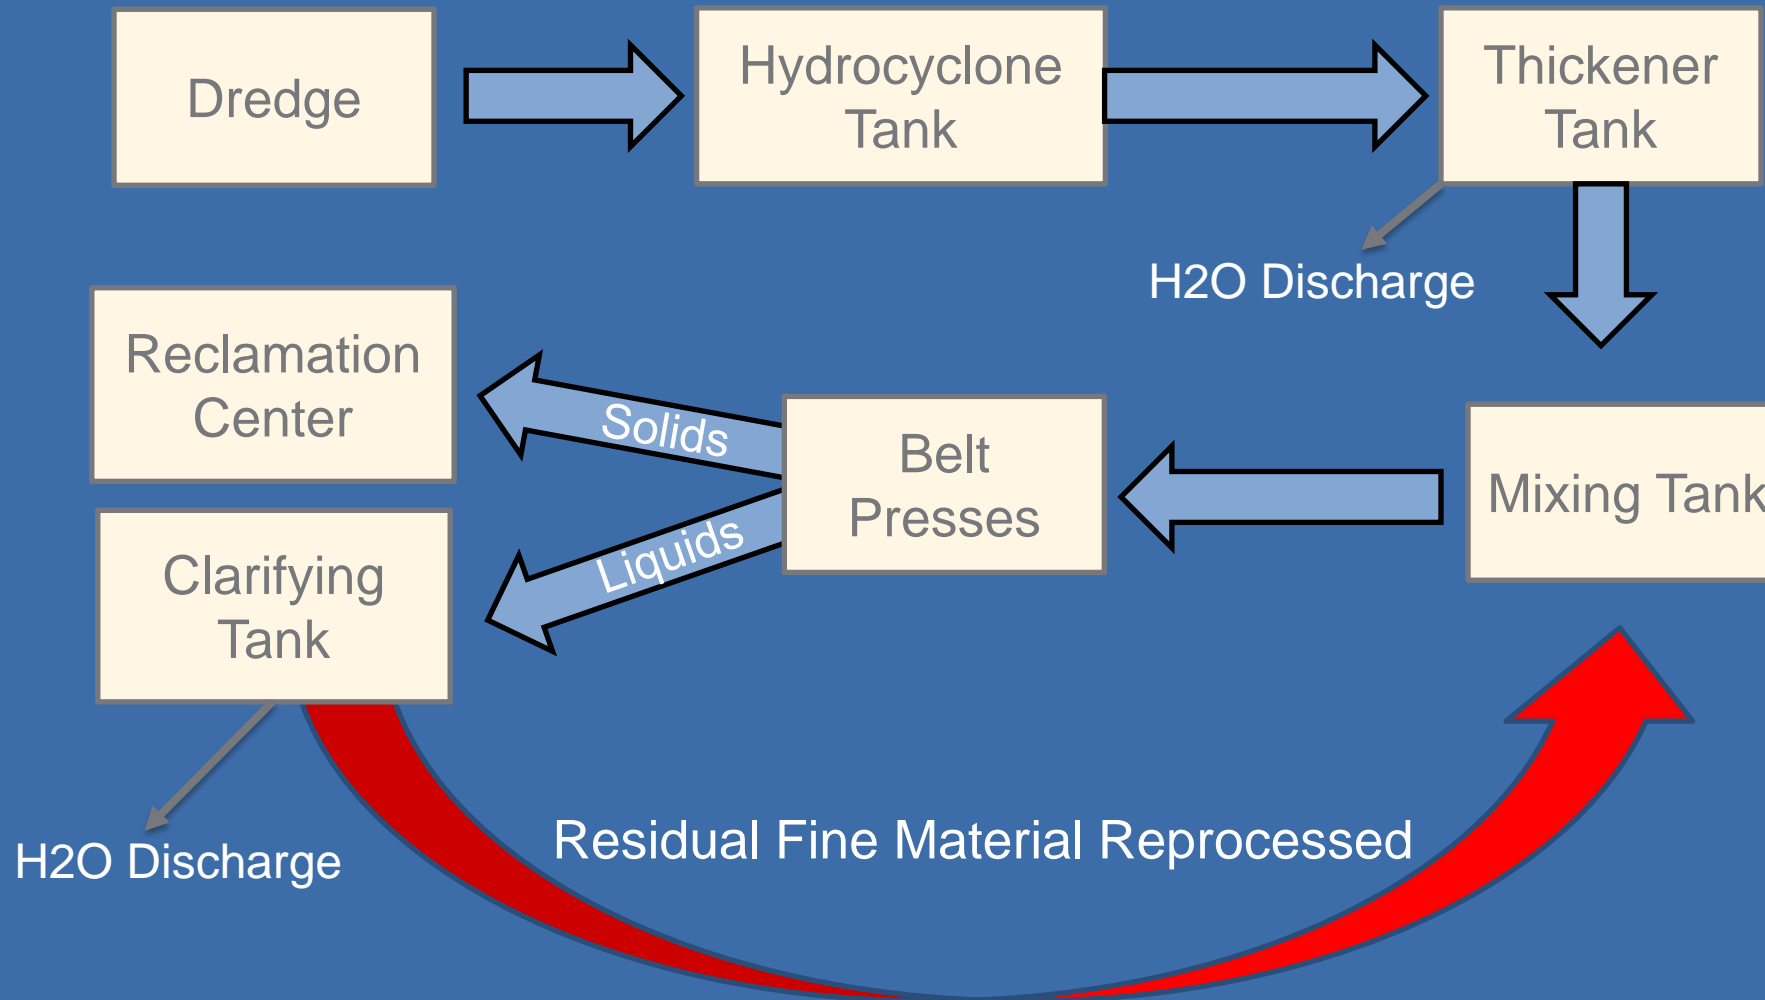 Dredge
Hydrocyclone
Tank
Thickener
Tank
H2O Discharge
Reclamation
Center
Solids
Belt
Presses
Mixing Tank
Liquids
Clarifying
Tank
H2O Discharge
Residual Fine Material Reprocessed